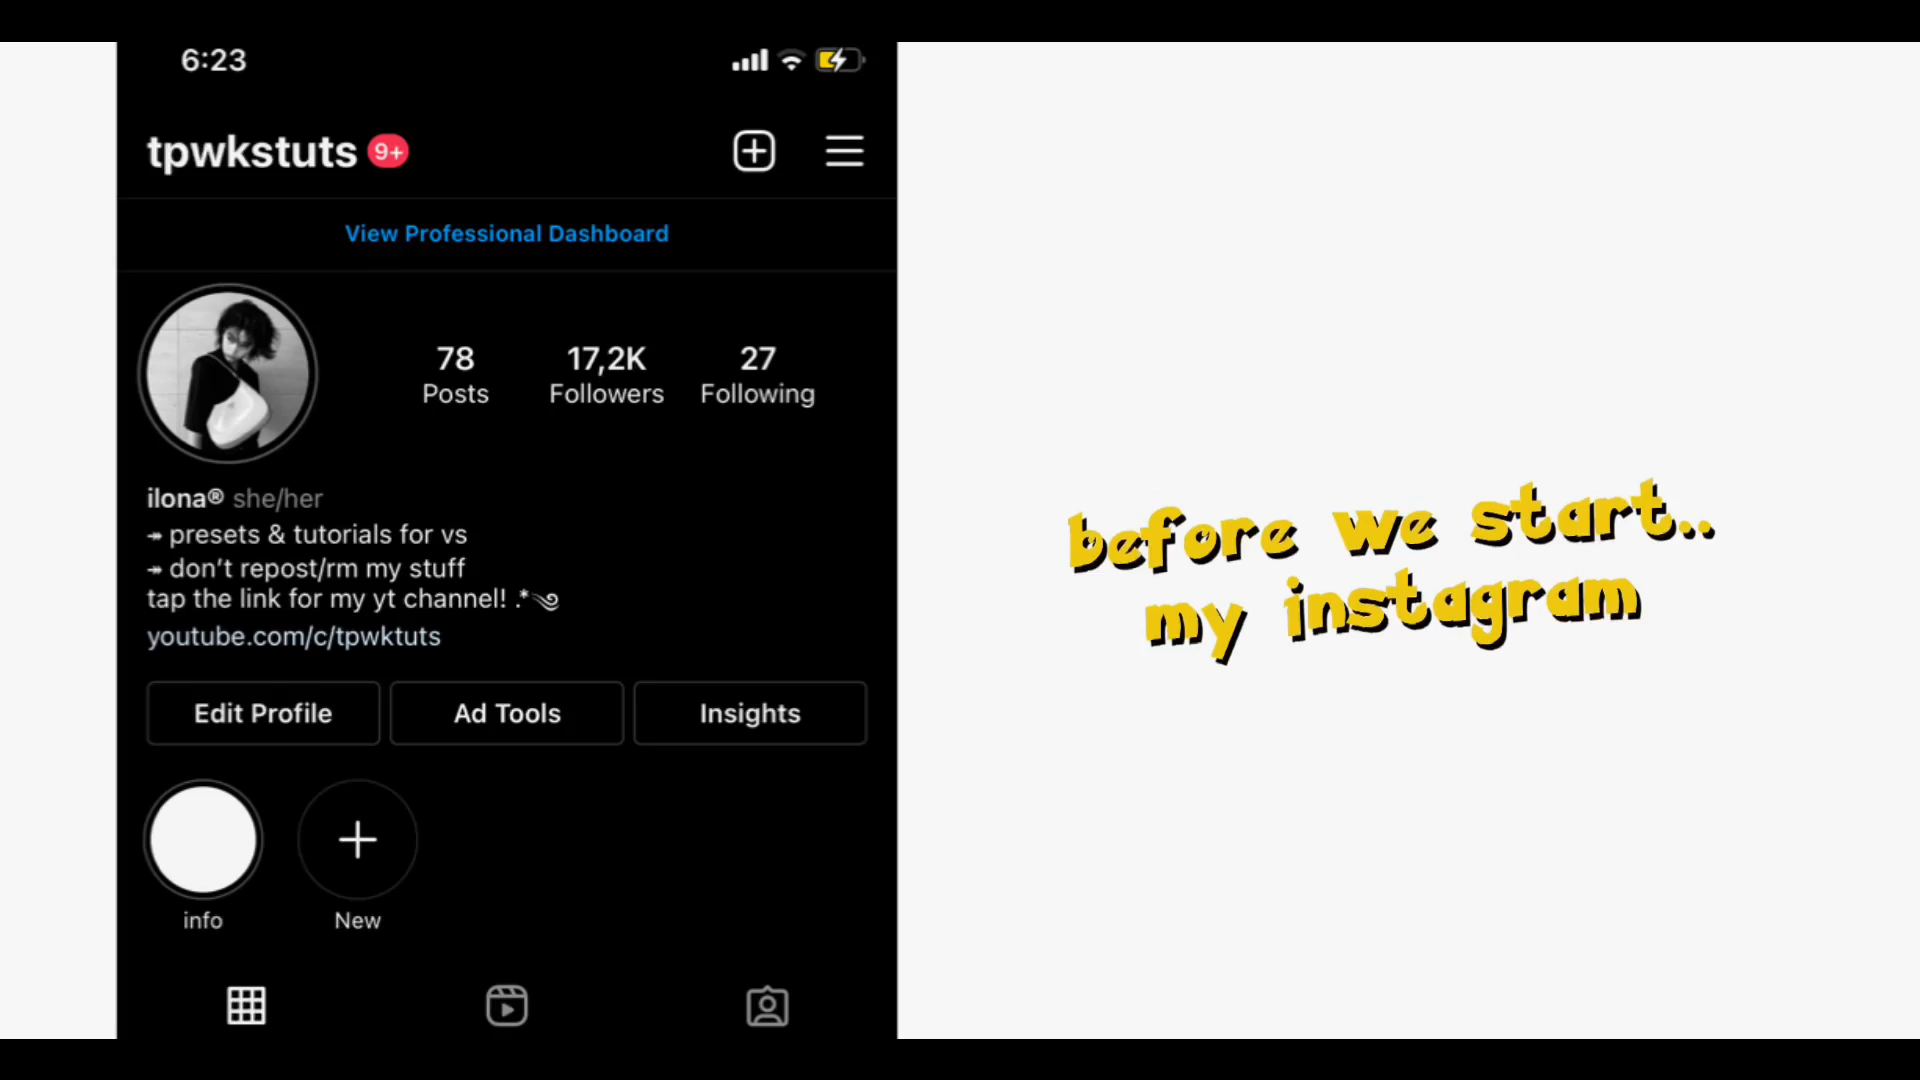 6:23
tpwkstuts 9+
View Professional Dashboard
78 17,2K 27
Posts Followers Following
ilona® she/her
↠ presets & tutorials for vs
↠ don’t repost/rm my stuff
tap the link for my yt channel! .*༄
youtube.com/c/tpwktuts
Edit Profile Ad Tools Insights
info New
before we start..
my instagram